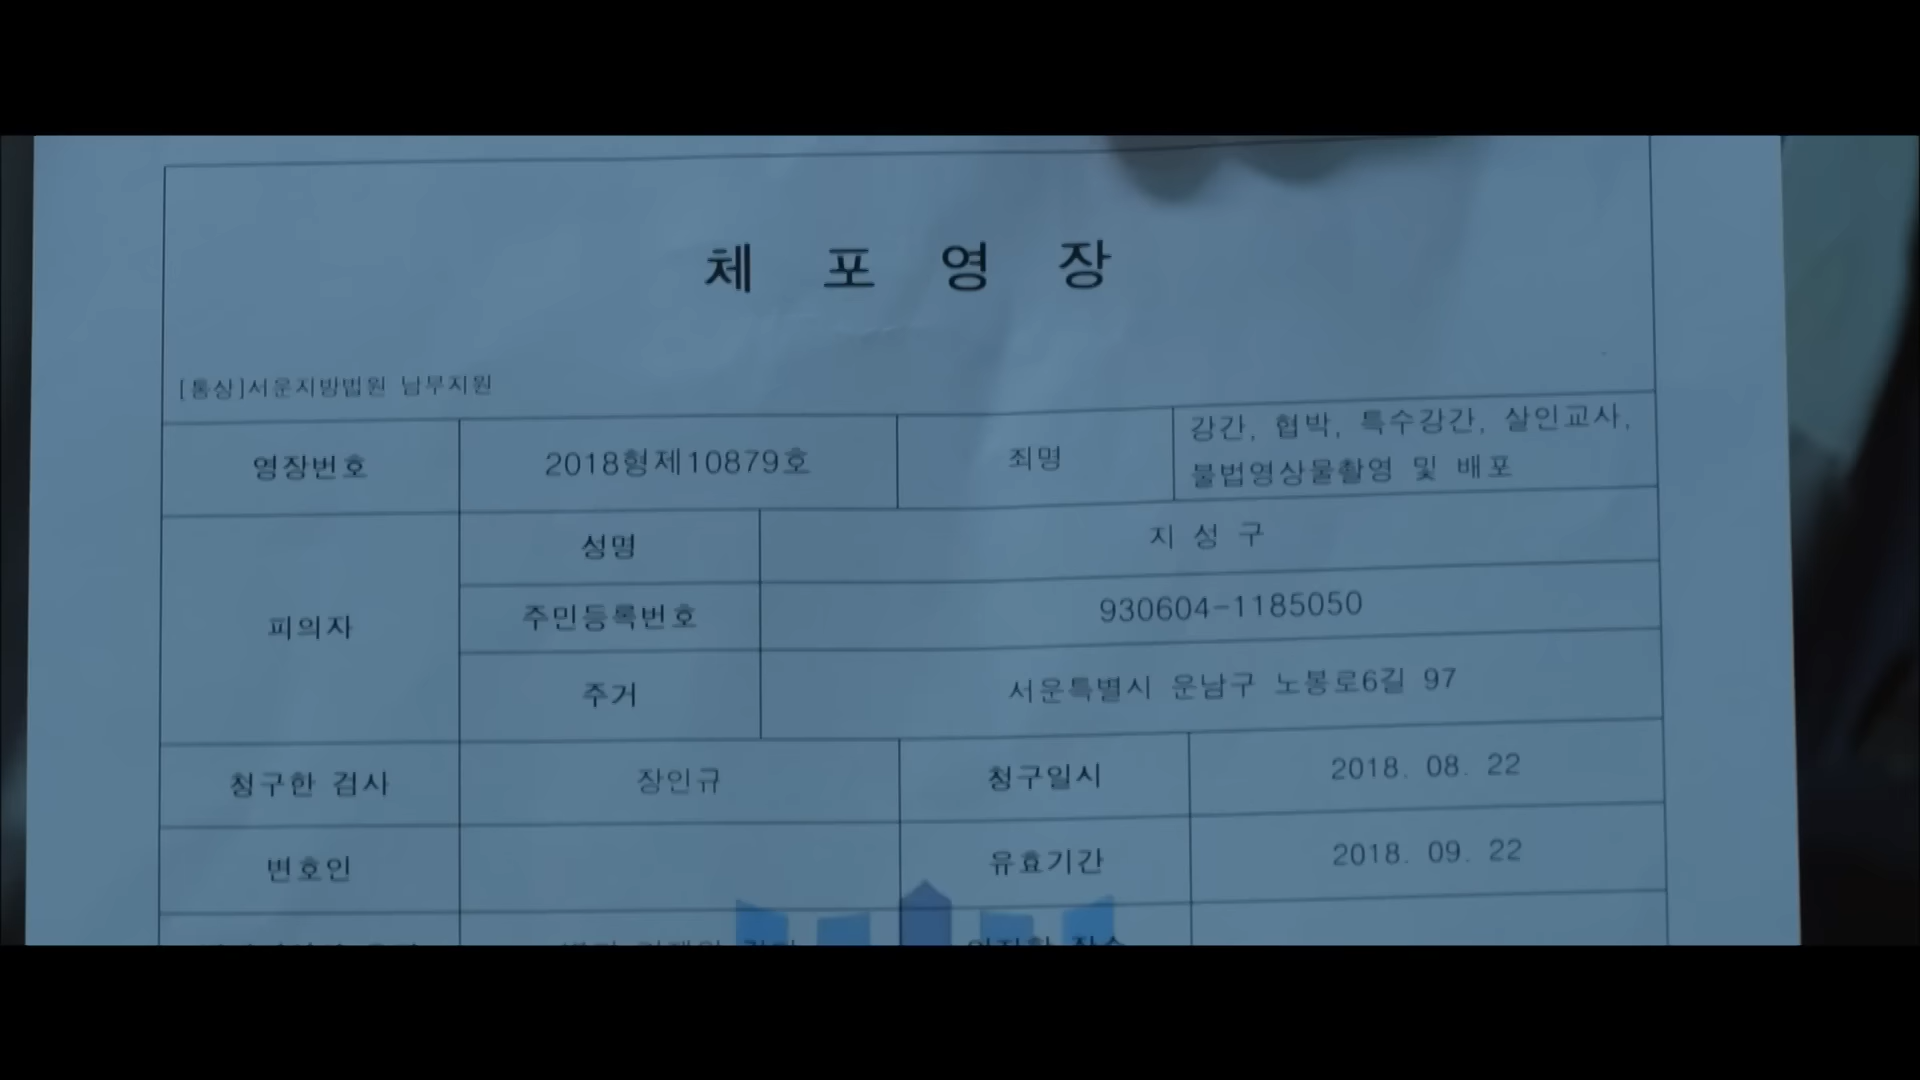 체 포 영 장
[통상]서운지방법원 남부지원
영장번호 2018형제10879호 죄명 강간, 협박, 특수강간, 살인교사,
불법영상물촬영 및 배포
피의자 성명 지 성 구
주민등록번호 930604-1185050
주거 서운특별시 운남구 노봉로6길 97
청구한 검사 장인규 청구일시 2018. 08. 22
변호인 유효기간 2018. 09. 22